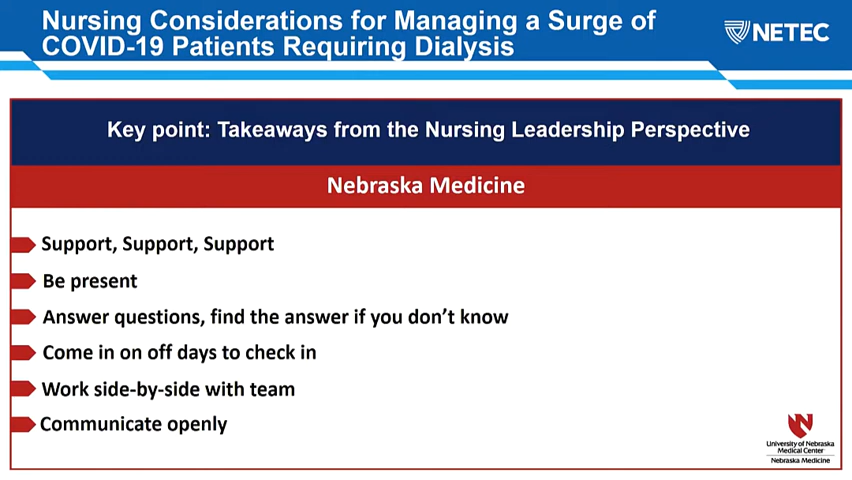 Nursing Considerations for Managing a Surge of
COVID-19 Patients Requiring Dialysis
NETEC
Key point: Takeaways from the Nursing Leadership Perspective
Nebraska Medicine
Support, Support, Support
Be present
Answer questions, find the answer if you don’t know
Come in on off days to check in
Work side-by-side with team
Communicate openly
University of Nebraska
Medical Center
Nebraska Medicine